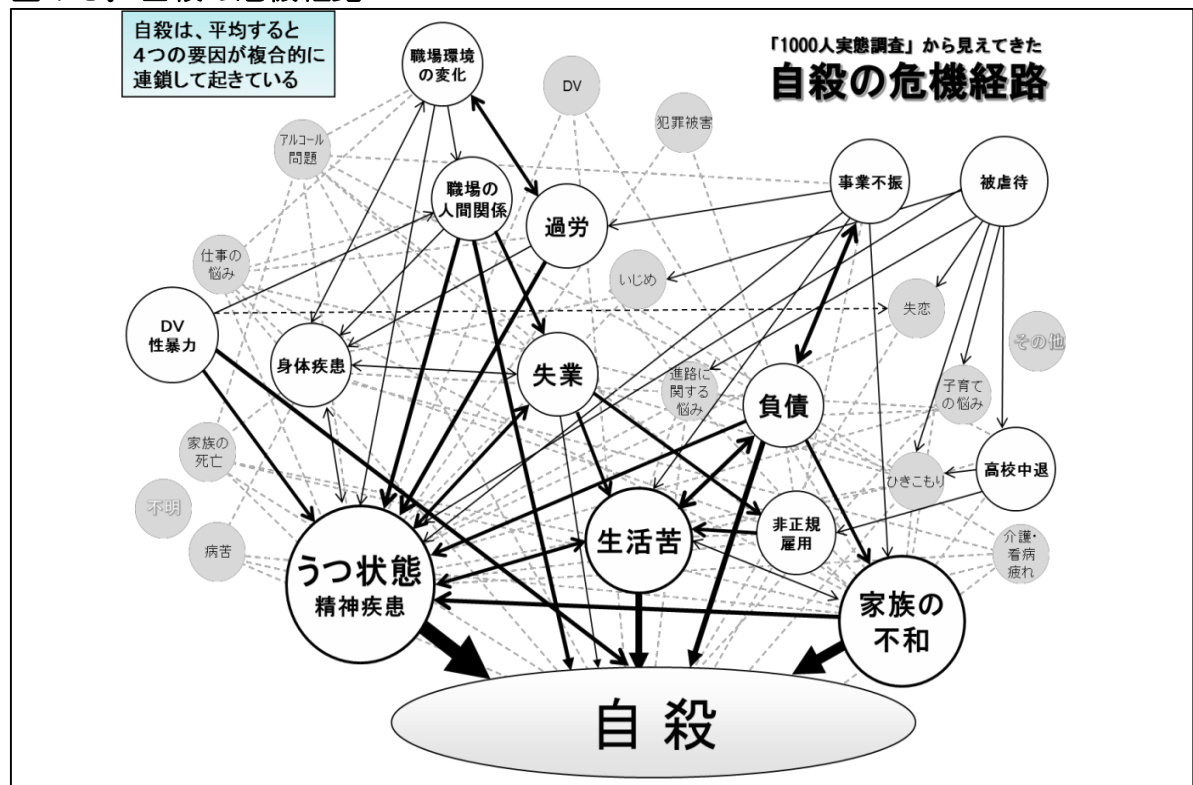 自殺は、平均すると
4つの要因が複合的に
連鎖して起きている
「1000人実態調査」から見えてきた
自殺の危機経路
職場環境
の変化
DV
犯罪被害
アルコール
問題
職場の
人間関係
過労
事業不振
被虐待
仕事の
悩み
いじめ
失恋
その他
DV
性暴力
身体疾患
失業
進路に
関する
悩み
負債
子育て
の悩み
家族の
死亡
高校中退
ひきこもり
不明
病苦
うつ状態
精神疾患
生活苦
非正規
雇用
介護・
看病
疲れ
家族の
不和
自殺